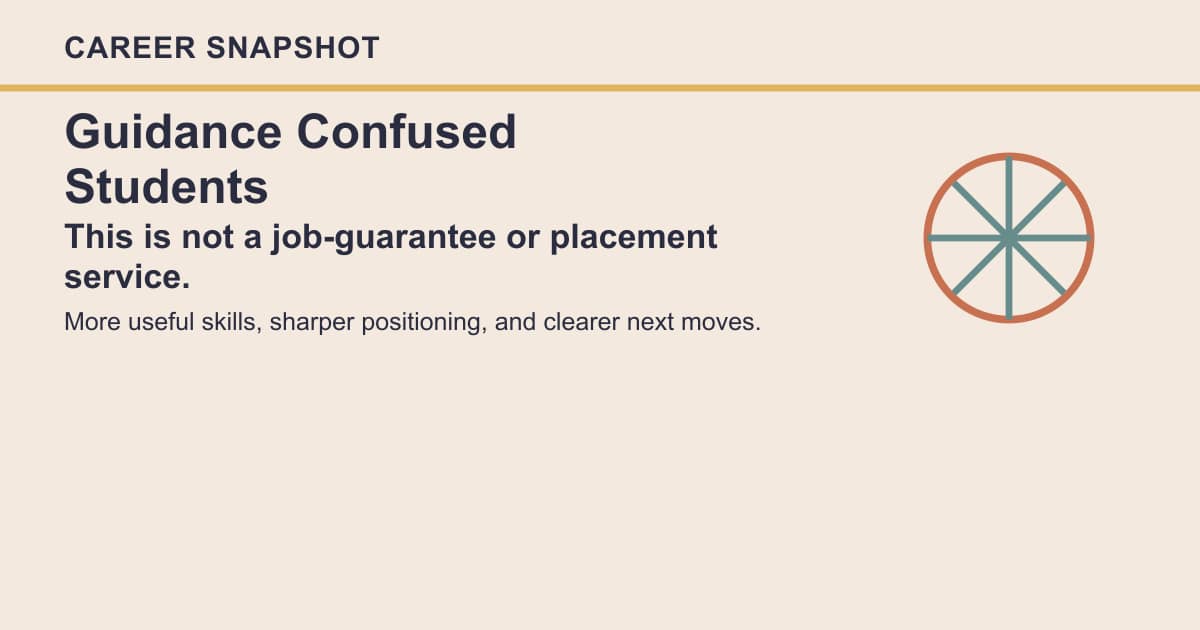 CAREER SNAPSHOT
Guidance Confused
Students
This is not a job-guarantee or placement
service.
More useful skills, sharper positioning, and clearer next moves.